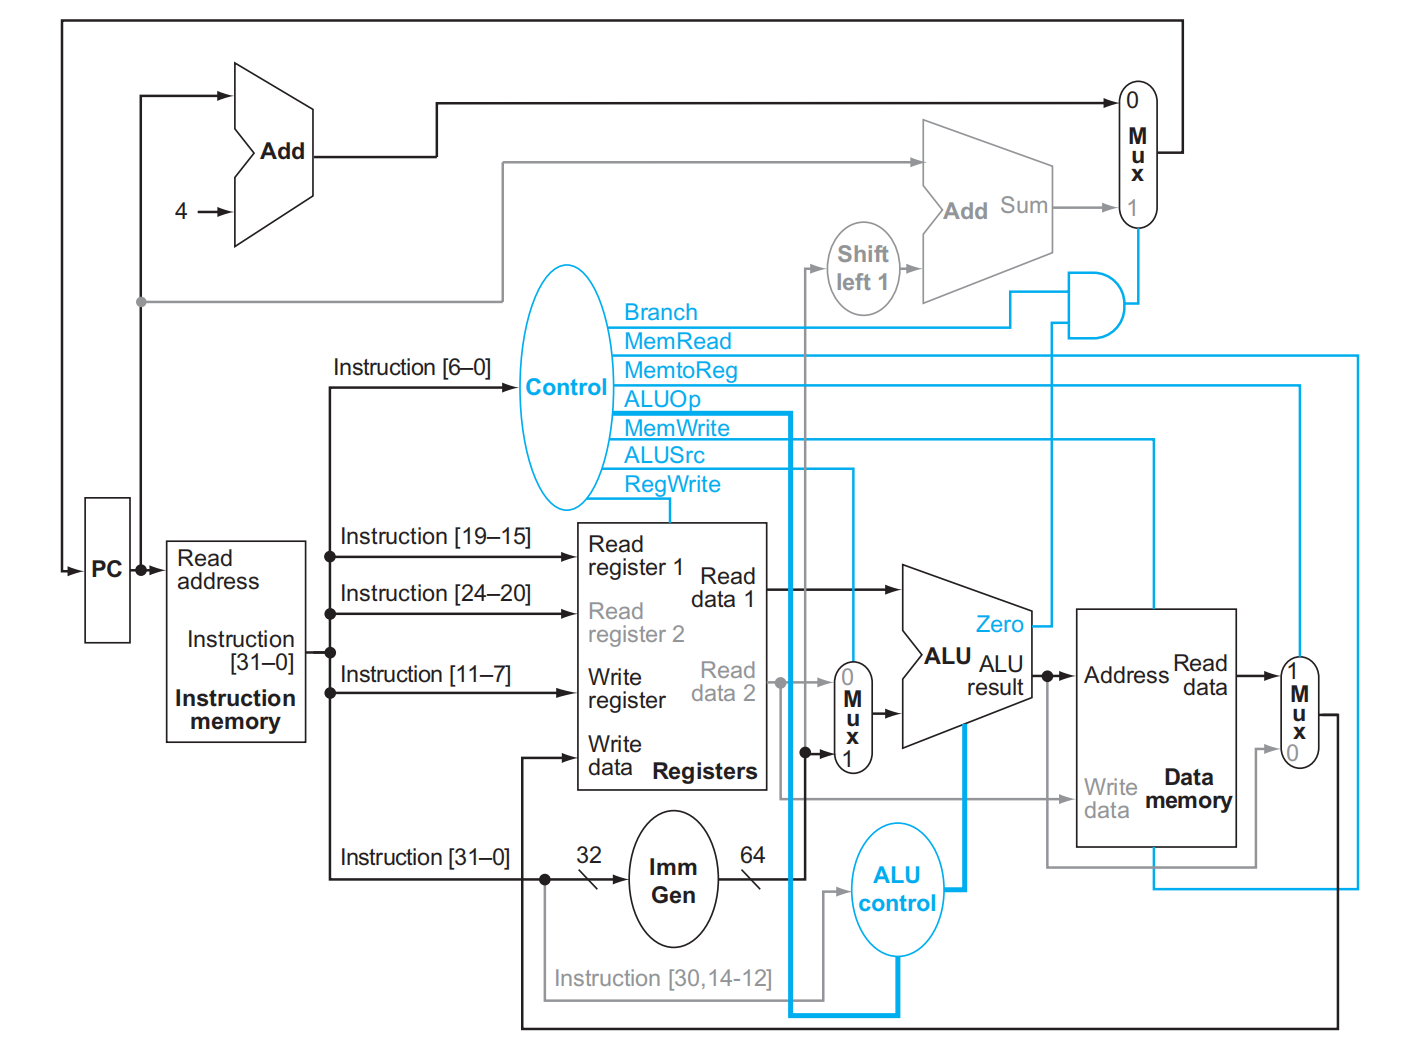 0
M
u
x
1
Add
4
Add Sum
Shift
left 1
Branch
MemRead
MemtoReg
ALUOp
MemWrite
ALUSrc
RegWrite
Instruction [6–0]
Control
Instruction [19–15]
Instruction [24–20]
Instruction [11–7]
Instruction [31–0]
PC
Read
address
Instruction
[31–0]
Instruction
memory
Read
register 1
Read
data 1
Read
register 2
Write
register
Read
data 2
Write
data
Registers
0
M
u
x
1
Zero
ALU
ALU
result
Address
Read
data
Write
data
Data
memory
1
M
u
x
0
32
Imm
Gen
64
ALU
control
Instruction [30,14-12]